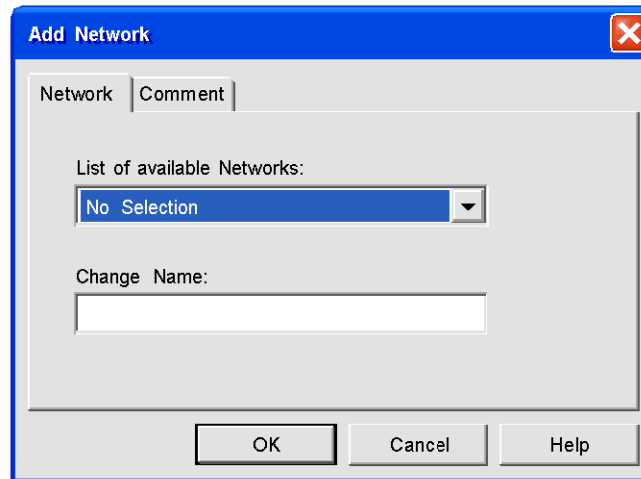 Add Network
Network Comment
List of available Networks:
No Selection
Change Name:
OK Cancel Help